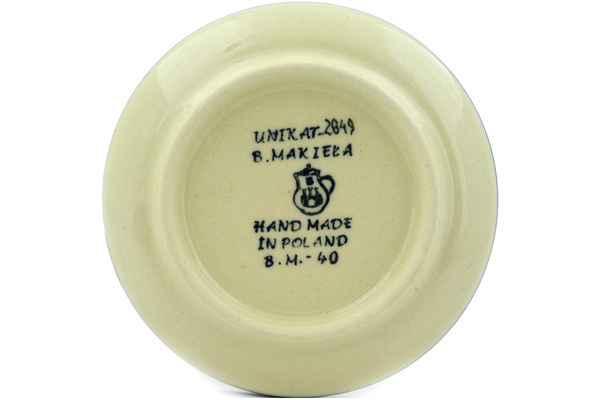 UNIKAT-2849
B. MAKIEŁA
B
HAND MADE
IN POLAND
B. M. - 40